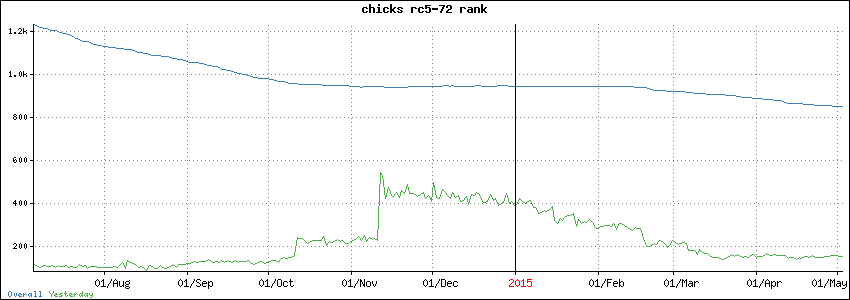 chicks rc5-72 rank
1.2k
1.0k
800
600
400
200
01/Aug 01/Sep 01/Oct 01/Nov 01/Dec 2015 01/Feb 01/Mar 01/Apr 01/May
Overall Yesterday